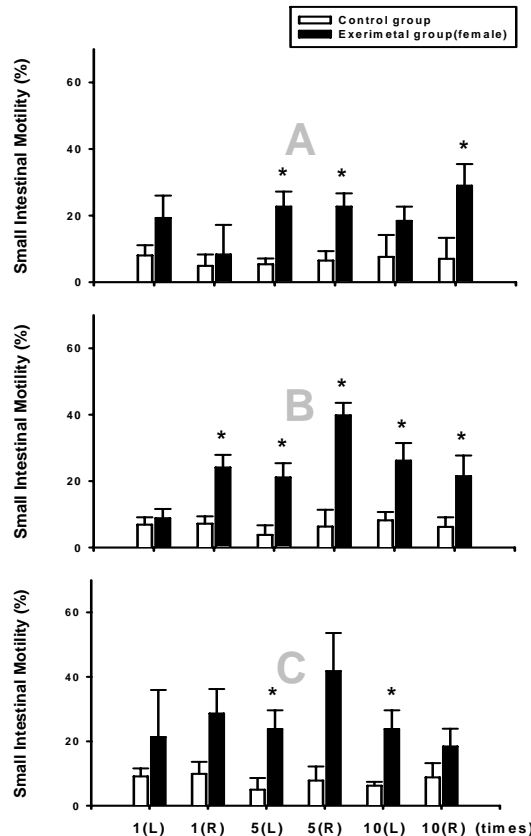 Control group
Exerimetal group(female)
Small Intestinal Motility (%)
60
40
20
0
A
*
*
*
Small Intestinal Motility (%)
60
40
20
0
B
*
*
*
*
*
Small Intestinal Motility (%)
60
40
20
0
C
*
*
1(L) 1(R) 5(L) 5(R) 10(L) 10(R) (times)